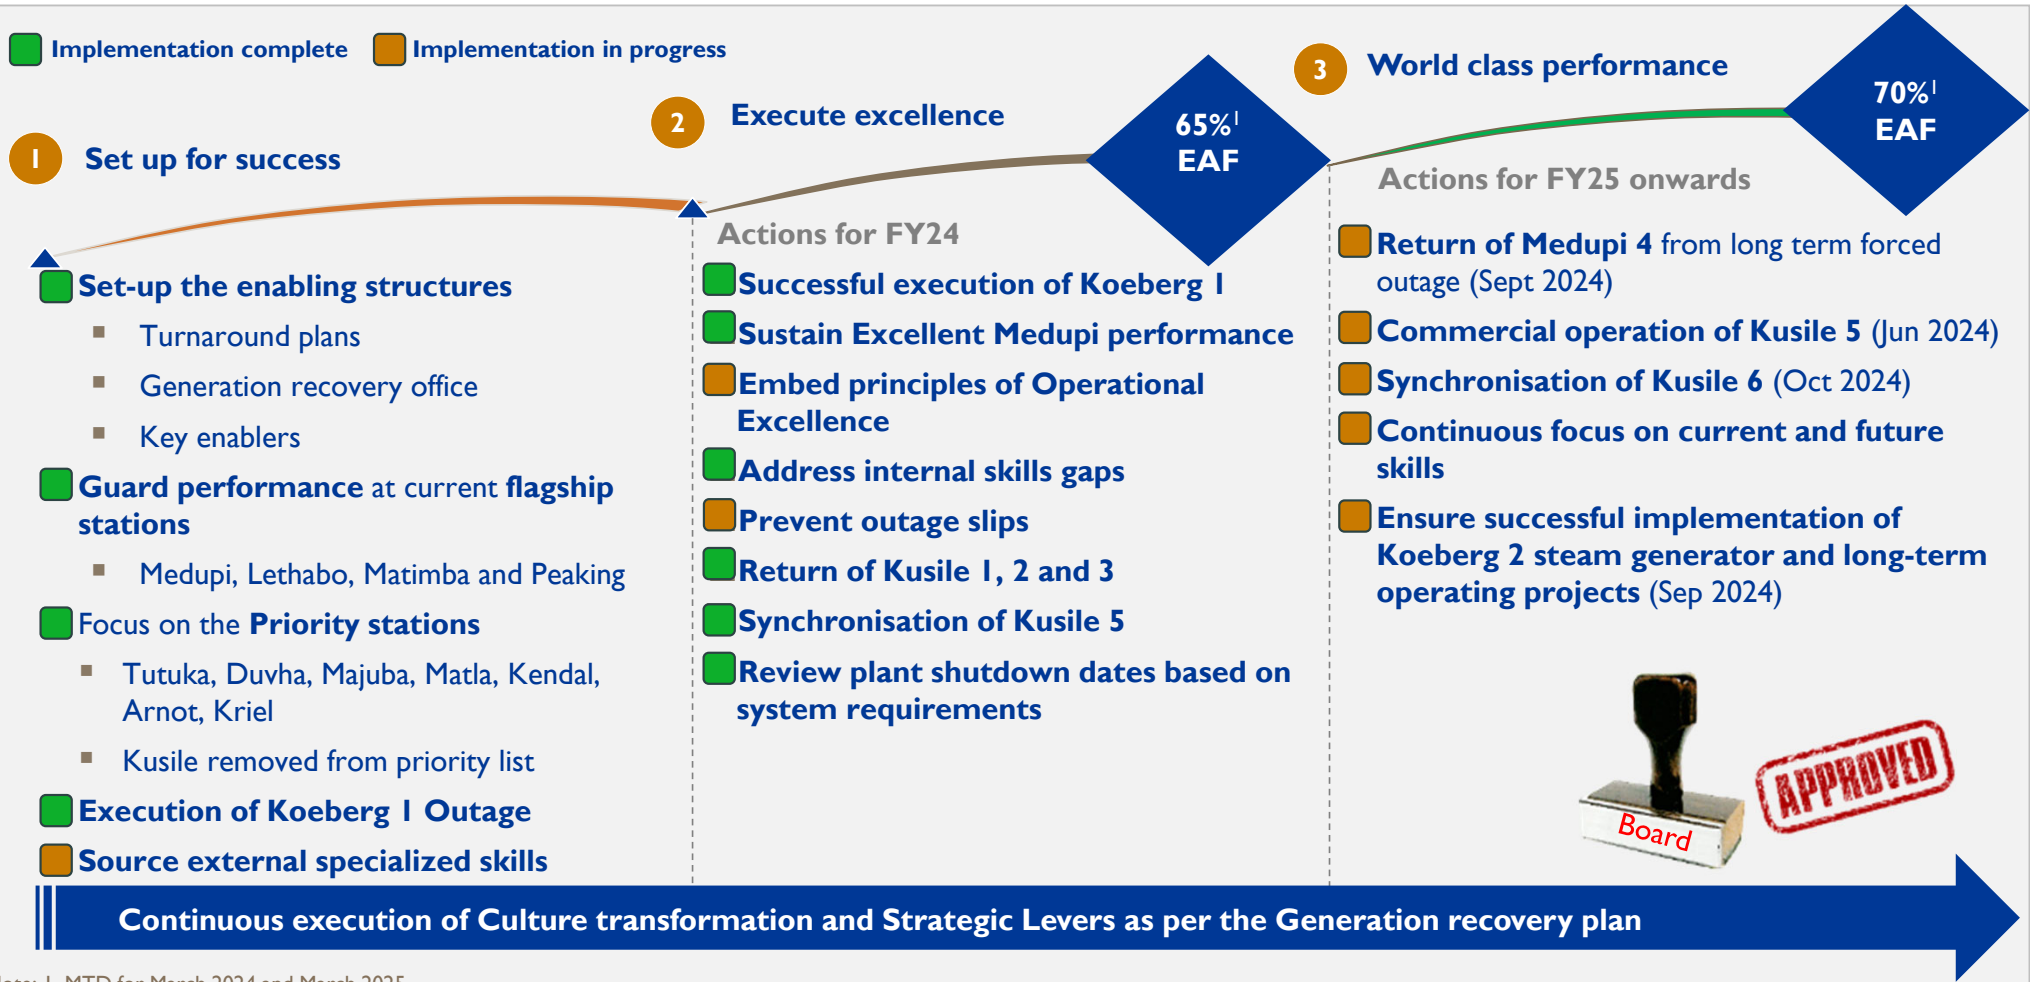 Implementation complete
Implementation in progress
1
Set up for success
Set-up the enabling structures
Turnaround plans
Generation recovery office
Key enablers
Guard performance at current flagship
stations
Medupi, Lethabo, Matimba and Peaking
Focus on the Priority stations
Tutuka, Duvha, Majuba, Matla, Kendal,
Arnot, Kriel
Kusile removed from priority list
Execution of Koeberg 1 Outage
Source external specialized skills
2
Execute excellence
65%1
EAF
Actions for FY24
Successful execution of Koeberg 1
Sustain Excellent Medupi performance
Embed principles of Operational
Excellence
Address internal skills gaps
Prevent outage slips
Return of Kusile 1, 2 and 3
Synchronisation of Kusile 5
Review plant shutdown dates based on
system requirements
3
World class performance
70%1
EAF
Actions for FY25 onwards
Return of Medupi 4 from long term forced
outage (Sept 2024)
Commercial operation of Kusile 5 (Jun 2024)
Synchronisation of Kusile 6 (Oct 2024)
Continuous focus on current and future
skills
Ensure successful implementation of
Koeberg 2 steam generator and long-term
operating projects (Sep 2024)
Board
APPROVED
Continuous execution of Culture transformation and Strategic Levers as per the Generation recovery plan
1. MTD for March 2024 and March 2025